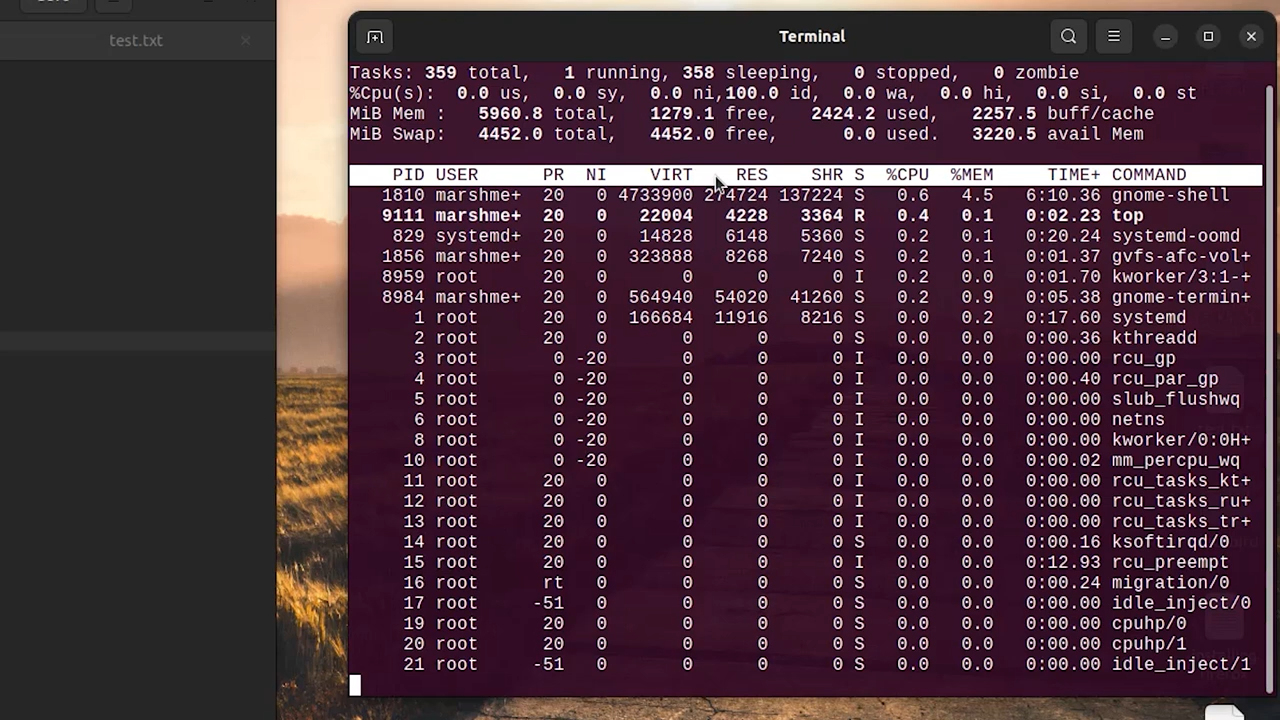 test.txt
Terminal
Tasks: 359 total,   1 running, 358 sleeping,   0 stopped,   0 zombie
%Cpu(s):  0.0 us,  0.0 sy,  0.0 ni,100.0 id,  0.0 wa,  0.0 hi,  0.0 si,  0.0 st
MiB Mem :   5960.8 total,   1279.1 free,   2424.2 used,   2257.5 buff/cache
MiB Swap:   4452.0 total,   4452.0 free,      0.0 used.   3220.5 avail Mem
PID USER      PR  NI    VIRT    RES    SHR S  %CPU  %MEM     TIME+ COMMAND
1810 marshme+  20   0 4733900 274724 137224 S   0.6   4.5   6:10.36 gnome-shell
9111 marshme+  20   0   22004   4228   3364 R   0.4   0.1   0:02.23 top
829 systemd+  20   0   14828   6148   5360 S   0.2   0.1   0:20.24 systemd-oomd
1856 marshme+  20   0  323888   8268   7240 S   0.2   0.1   0:01.37 gvfs-afc-vol+
8959 root      20   0       0      0      0 I   0.2   0.0   0:01.70 kworker/3:1-+
8984 marshme+  20   0  564940  54020  41260 S   0.2   0.9   0:05.38 gnome-termin+
1 root      20   0  166684  11916   8216 S   0.0   0.2   0:17.60 systemd
2 root      20   0       0      0      0 S   0.0   0.0   0:00.36 kthreadd
3 root       0 -20       0      0      0 I   0.0   0.0   0:00.00 rcu_gp
4 root       0 -20       0      0      0 I   0.0   0.0   0:00.40 rcu_par_gp
5 root       0 -20       0      0      0 I   0.0   0.0   0:00.00 slub_flushwq
6 root       0 -20       0      0      0 I   0.0   0.0   0:00.00 netns
8 root       0 -20       0      0      0 I   0.0   0.0   0:00.00 kworker/0:0H+
10 root       0 -20       0      0      0 I   0.0   0.0   0:00.02 mm_percpu_wq
11 root      20   0       0      0      0 I   0.0   0.0   0:00.00 rcu_tasks_kt+
12 root      20   0       0      0      0 I   0.0   0.0   0:00.00 rcu_tasks_ru+
13 root      20   0       0      0      0 I   0.0   0.0   0:00.00 rcu_tasks_tr+
14 root      20   0       0      0      0 S   0.0   0.0   0:00.16 ksoftirqd/0
15 root      20   0       0      0      0 I   0.0   0.0   0:12.93 rcu_preempt
16 root      rt   0       0      0      0 S   0.0   0.0   0:00.24 migration/0
17 root     -51   0       0      0      0 S   0.0   0.0   0:00.00 idle_inject/0
19 root      20   0       0      0      0 S   0.0   0.0   0:00.00 cpuhp/0
20 root      20   0       0      0      0 S   0.0   0.0   0:00.00 cpuhp/1
21 root     -51   0       0      0      0 S   0.0   0.0   0:00.00 idle_inject/1